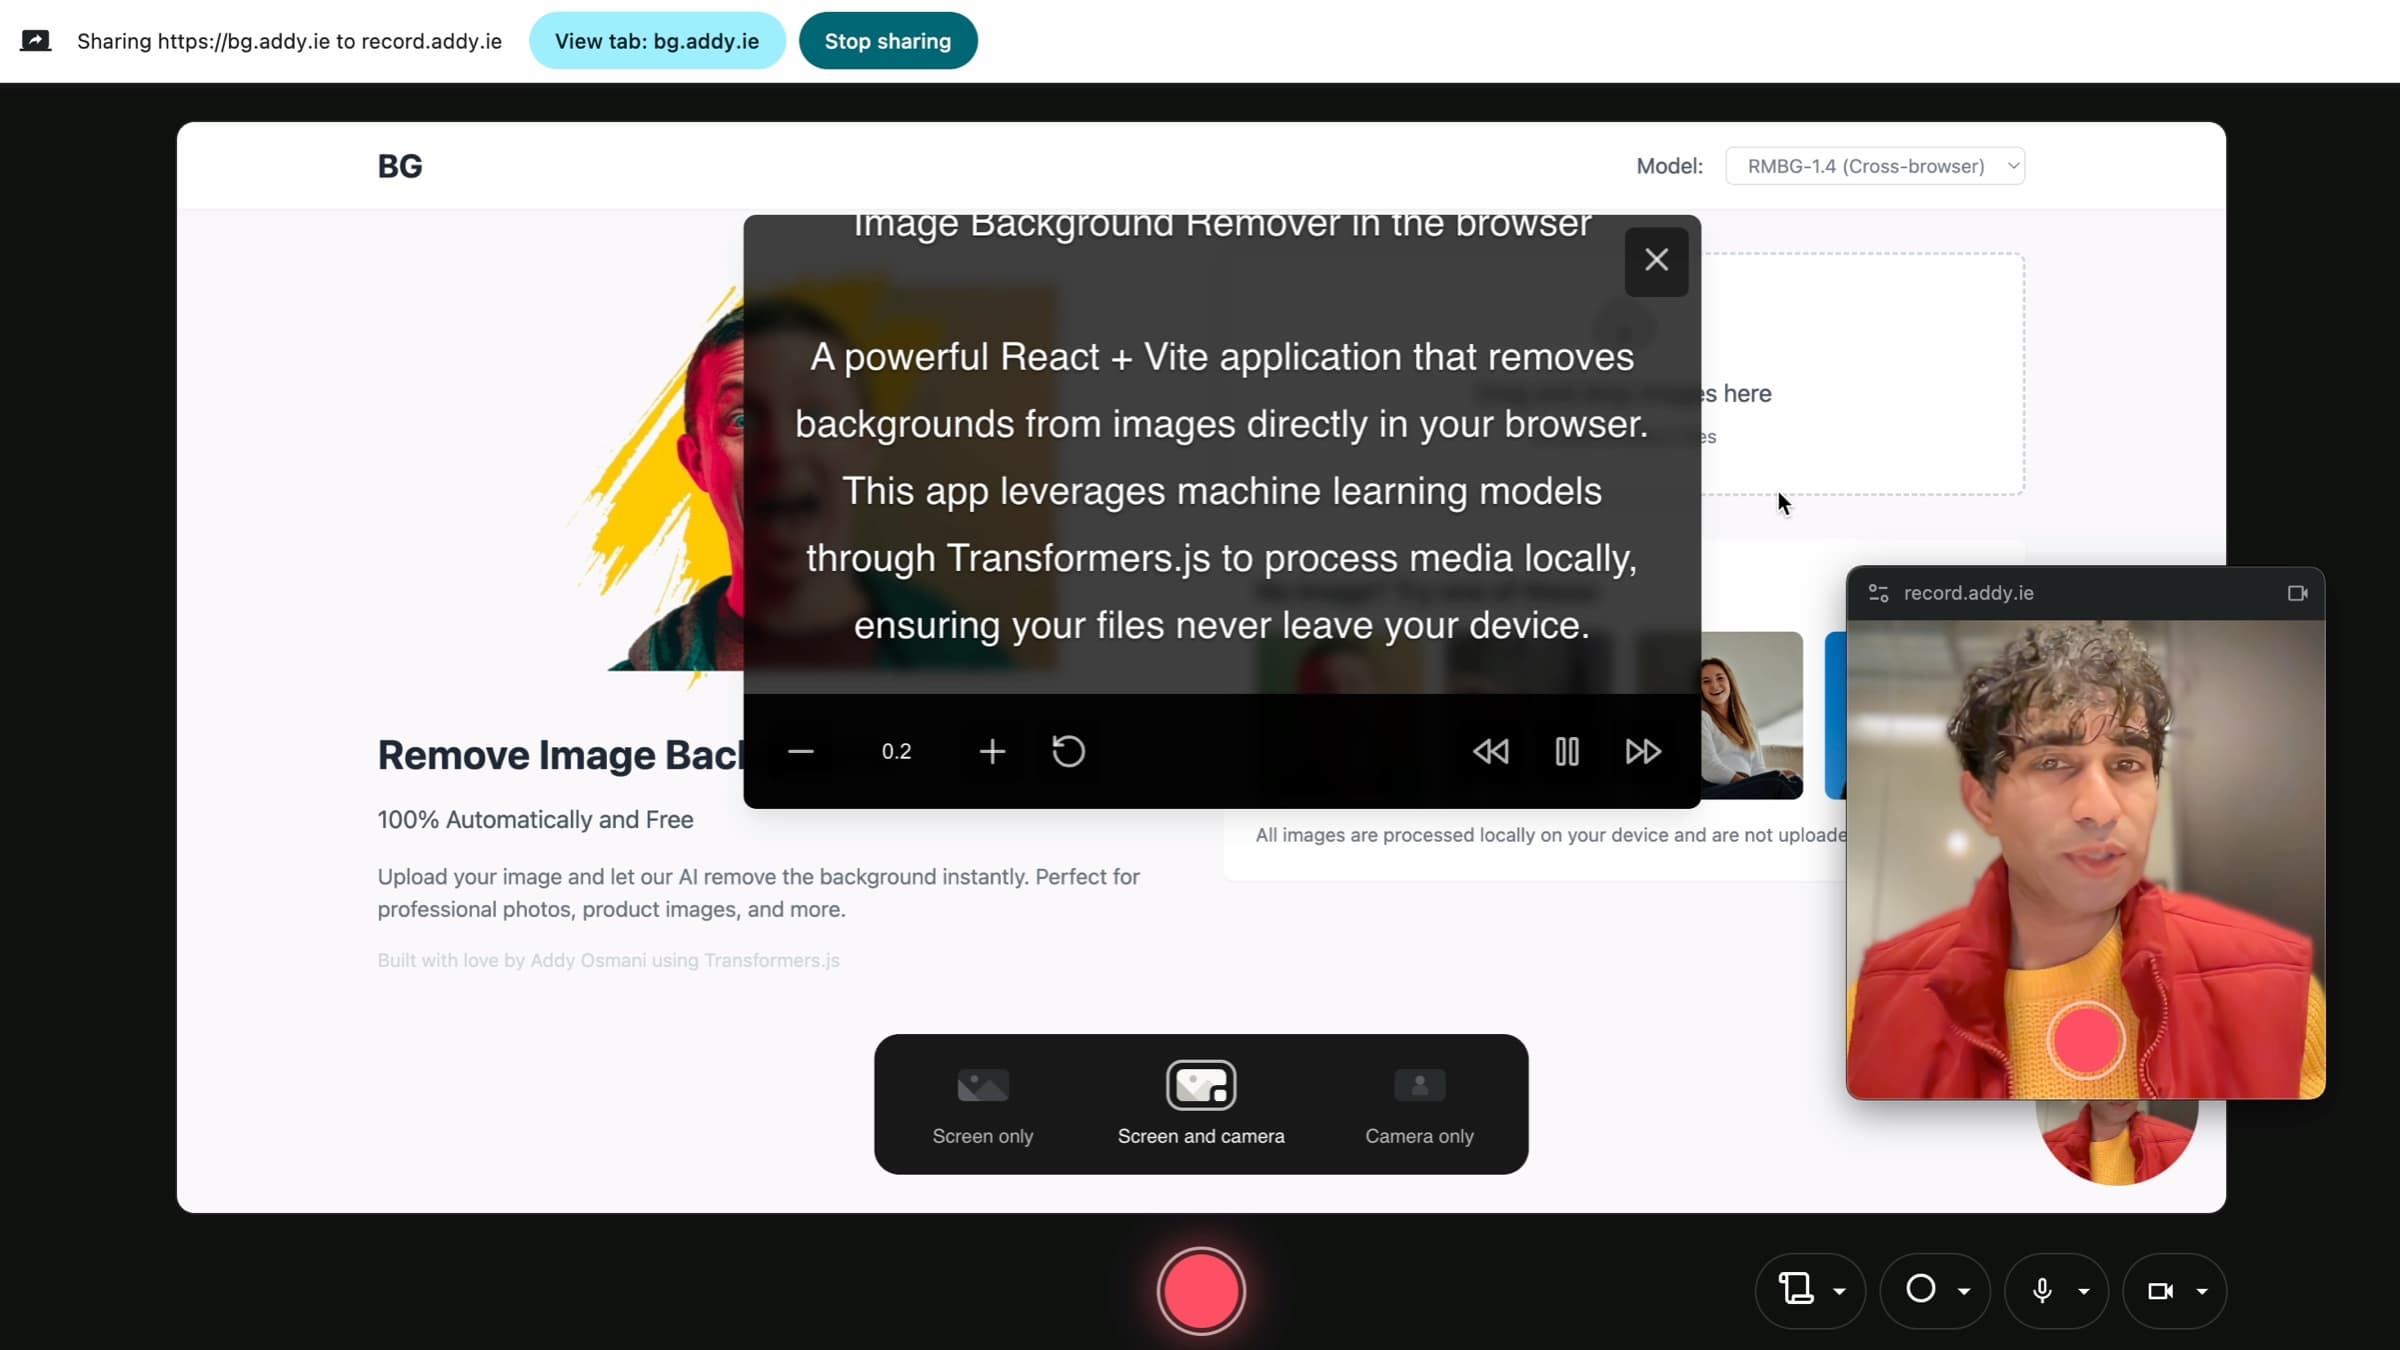 Sharing https://bg.addy.ie to record.addy.ie
View tab: bg.addy.ie
Stop sharing
BG
Model:
RMBG-1.4 (Cross-browser)
Image Background Remover in the browser
A powerful React + Vite application that removes
backgrounds from images directly in your browser.
This app leverages machine learning models
through Transformers.js to process media locally,
ensuring your files never leave your device.
0.2
here
record.addy.ie
Remove Image
100% Automatically and Free
Upload your image and let our AI remove the background instantly. Perfect for
professional photos, product images, and more.
Built with love by Addy Osmani using Transformers.js
All images are processed locally on your device and are not uploade
Screen only
Screen and camera
Camera only